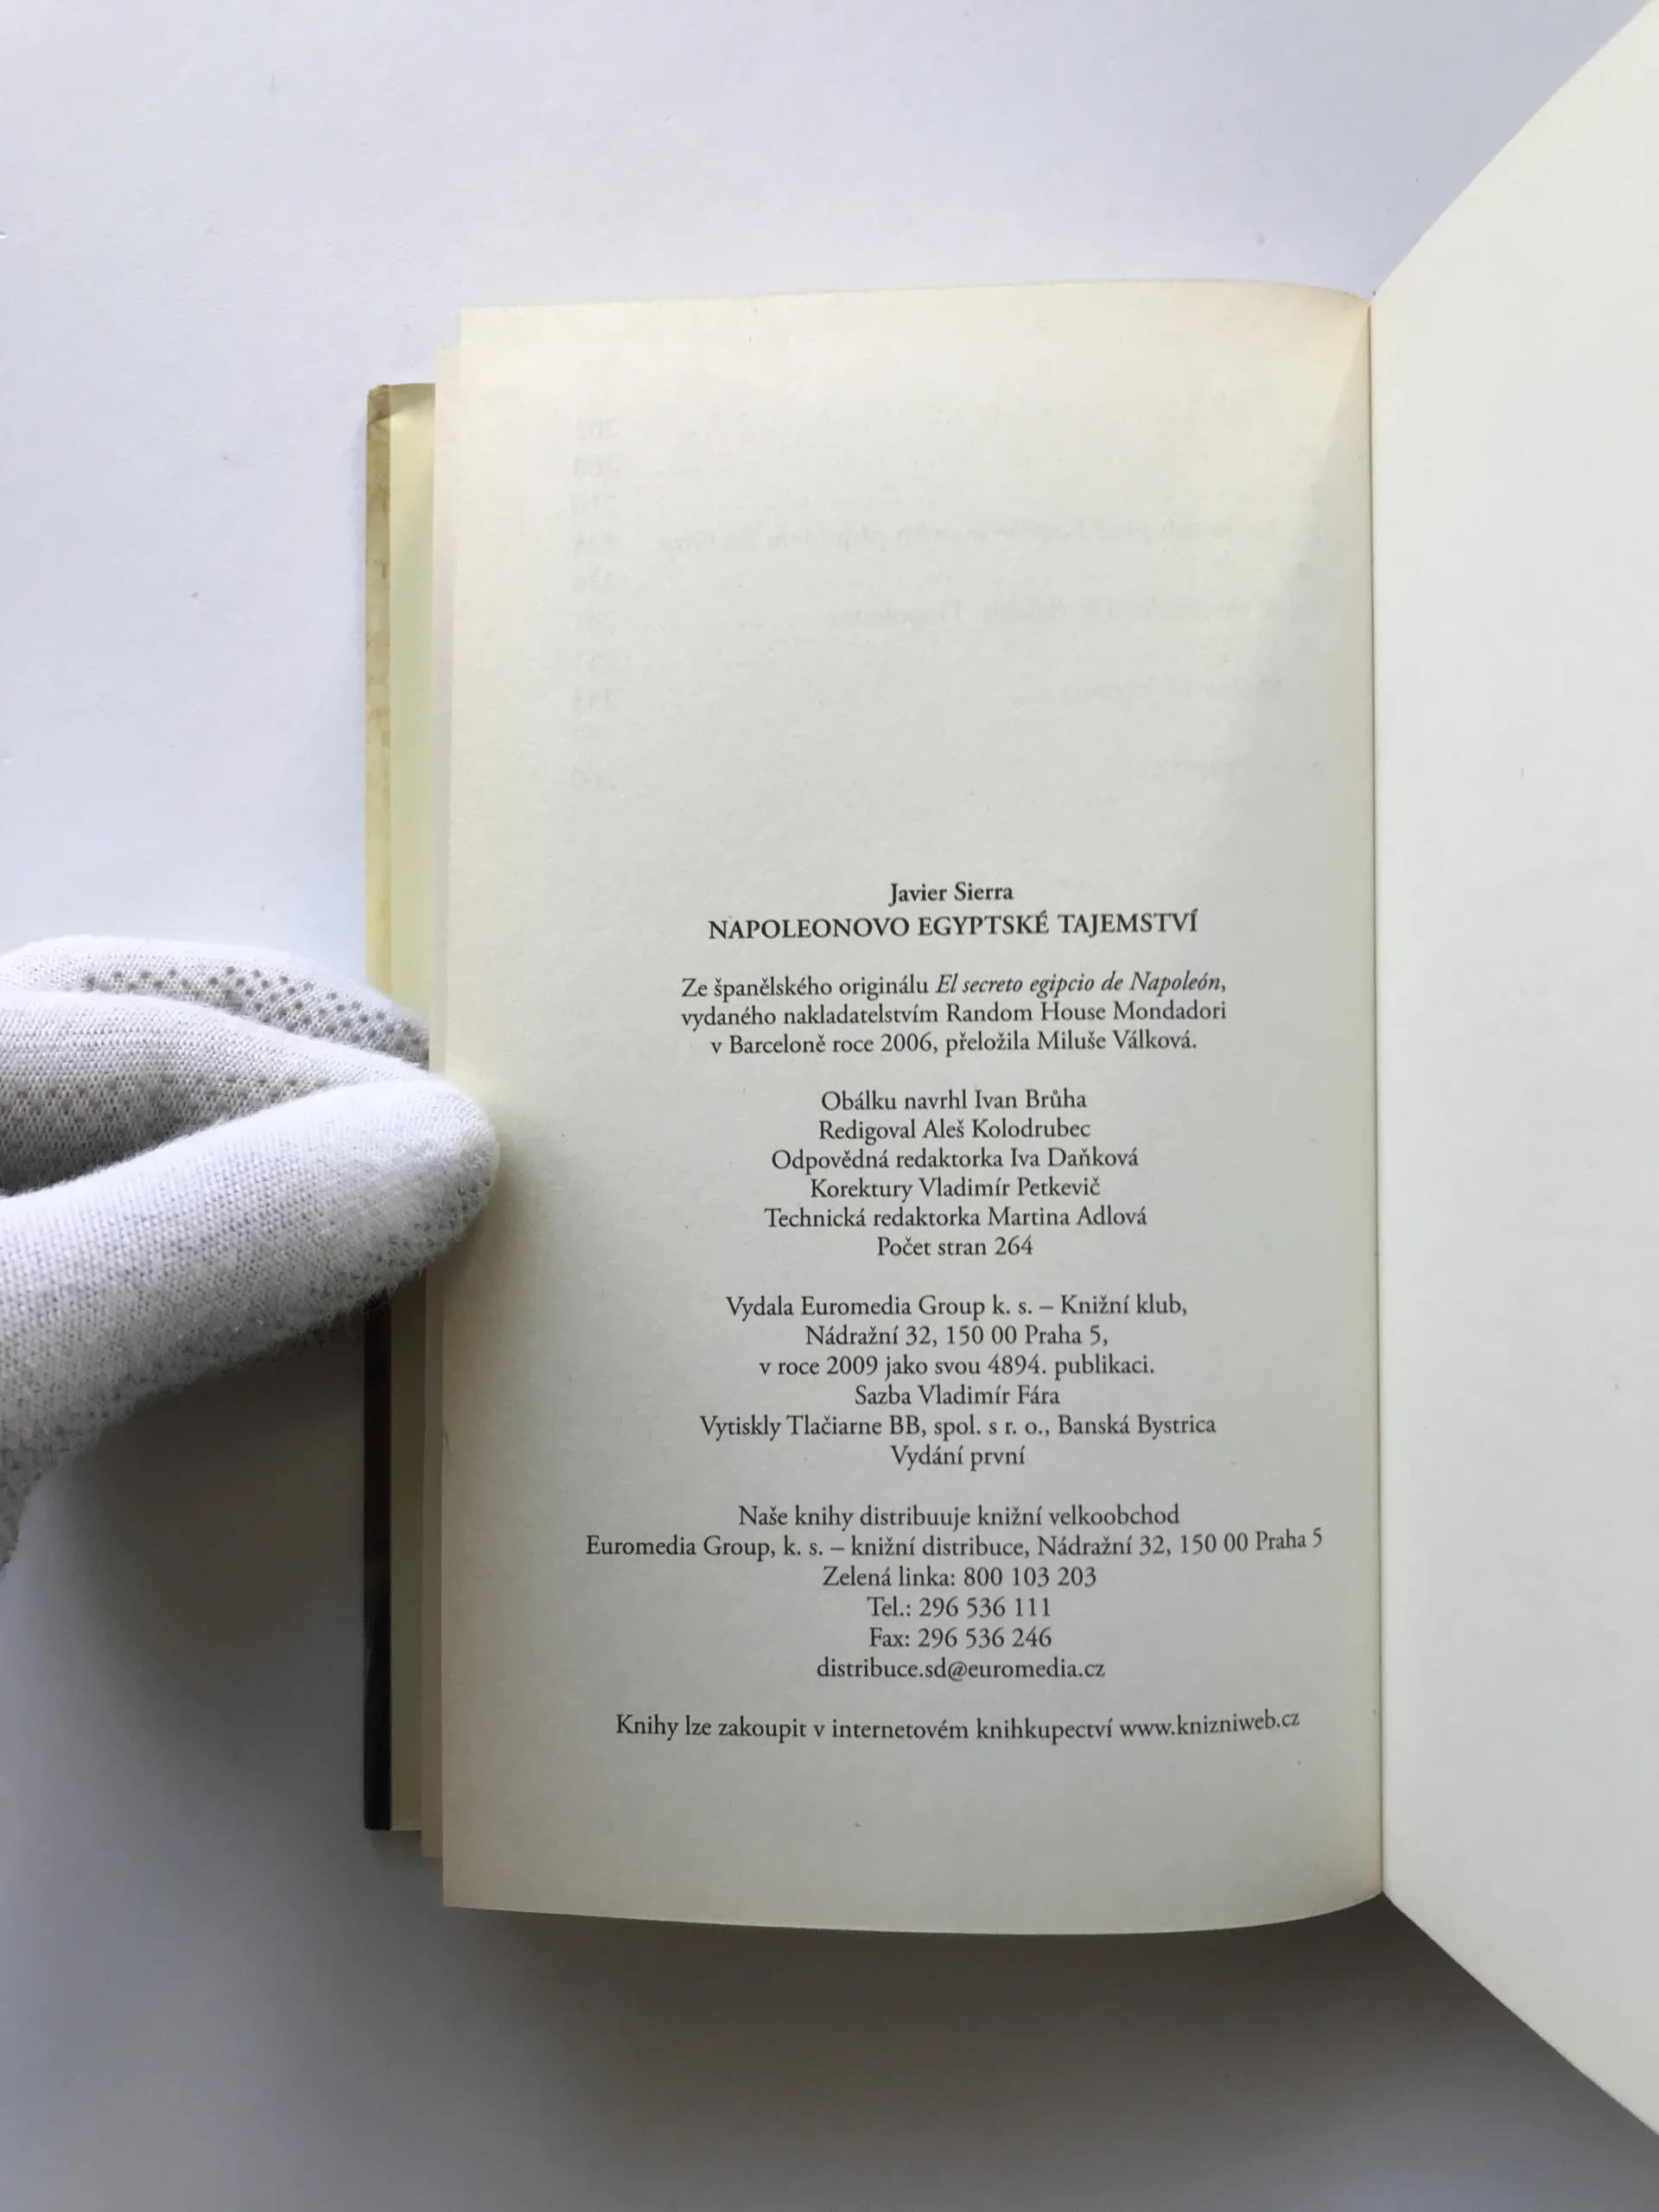 Javier Sierra
NAPOLEONOVO EGYPTSKÉ TAJEMSTVÍ
Ze španělského originálu El secreto egipcio de Napoleón,
vydaného nakladatelstvím Random House Mondadori
v Barceloně roce 2006, přeložila Miluše Válková.
Obálku navrhl Ivan Brůha
Redigoval Aleš Kolodrubec
Odpovědná redaktorka Iva Daňková
Korektury Vladimír Petkevič
Technická redaktorka Martina Adlová
Počet stran 264
Vydala Euromedia Group k. s. – Knižní klub,
Nádražní 32, 150 00 Praha 5,
v roce 2009 jako svou 4894. publikaci.
Sazba Vladimír Fára
Vytiskly Tlačiarne BB, spol. s r. o., Banská Bystrica
Vydání první
Naše knihy distribuuje knižní velkoobchod
Euromedia Group, k. s. – knižní distribuce, Nádražní 32, 150 00 Praha 5
Zelená linka: 800 103 203
Tel.: 296 536 111
Fax: 296 536 246
distribuce.sd@euromedia.cz
Knihy lze zakoupit v internetovém knihkupectví www.knizniweb.cz